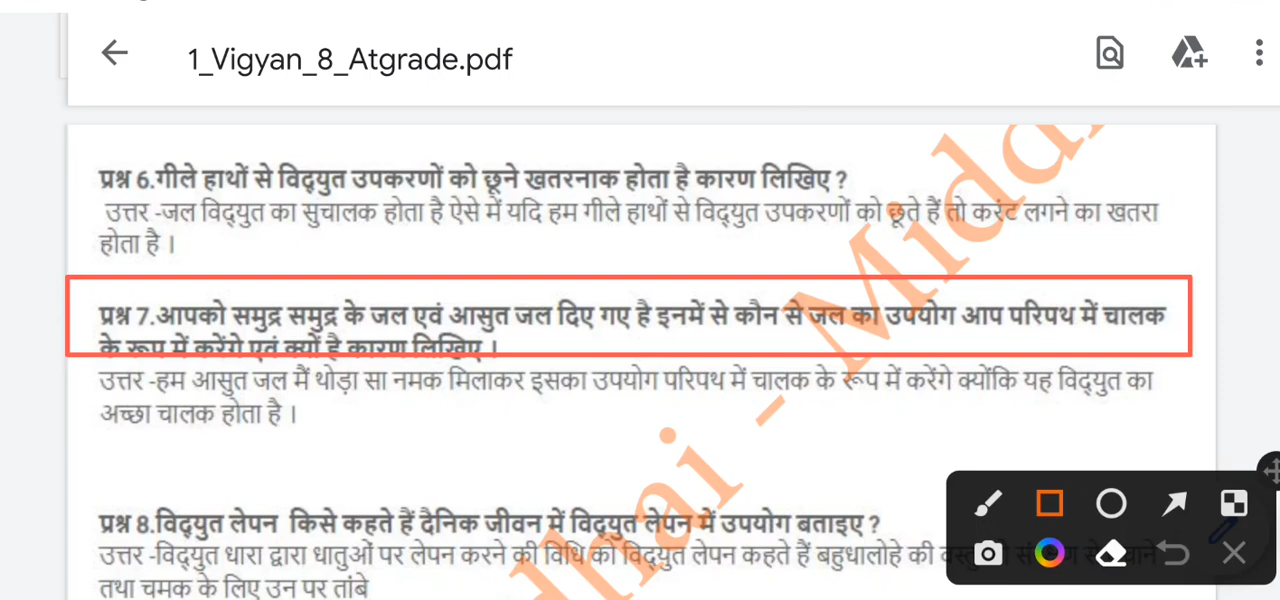 1_Vigyan_8_Atgrade.pdf
प्रश्न 6.गीले हाथों से विद्युत उपकरणों को छूने खतरनाक होता है कारण लिखिए ?
उत्तर -जल विद्युत का सुचालक होता है ऐसे में यदि हम गीले हाथों से विद्युत उपकरणों को छूते हैं तो करंट लगने का खतरा
होता है ।
प्रश्न 7.आपको समुद्र समुद्र के जल एवं आसुत जल दिए गए है इनमें से कौन से जल का उपयोग आप परिपथ में चालक
के रूप में करेंगे एवं क्यों है कारण लिखिए ।
उत्तर -हम आसुत जल मैं थोड़ा सा नमक मिलाकर इसका उपयोग परिपथ में चालक के रूप में करेंगे क्योंकि यह विद्युत का
अच्छा चालक होता है ।
प्रश्न 8.विद्युत लेपन किसे कहते हैं दैनिक जीवन में विद्युत लेपन में उपयोग बताइए ?
उत्तर -विद्युत धारा द्वारा धातुओं पर लेपन करने की विधि को विद्युत लेपन कहते हैं बहुधालोहे की
तथा चमक के लिए उन पर तांबे
dhai - Midd